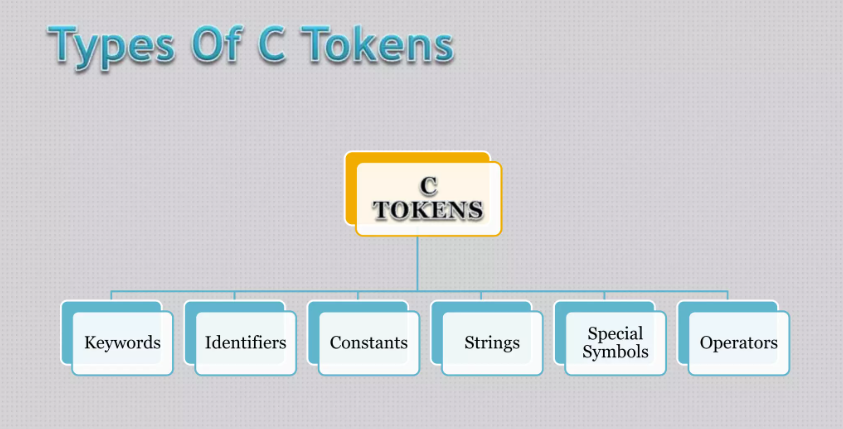 Types Of C Tokens
C
TOKENS
Keywords
Identifiers
Constants
Strings
Special
Symbols
Operators